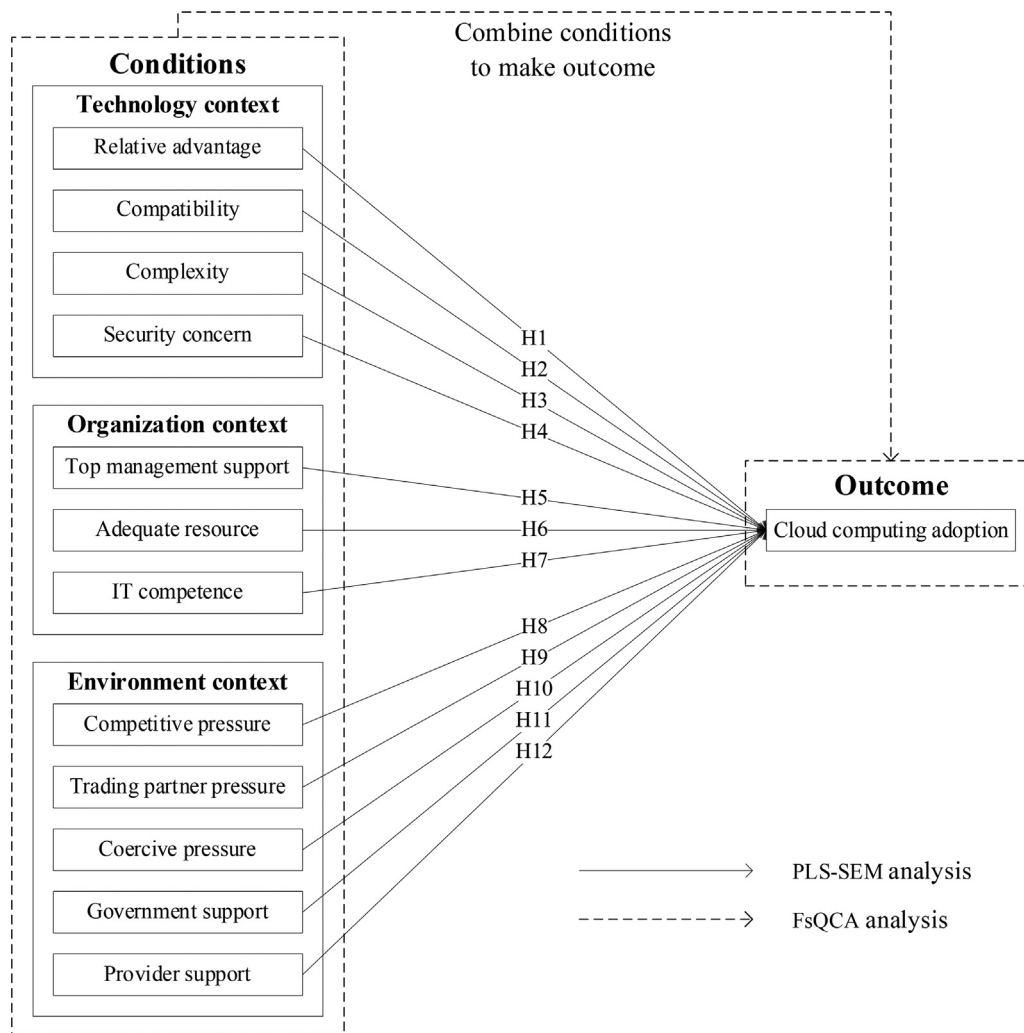 Combine conditions
to make outcome
Conditions
Technology context
Relative advantage
Compatibility
Complexity
Security concern
H1
H2
H3
H4
Organization context
Top management support
Adequate resource
IT competence
H5
H6
H7
Outcome
Cloud computing adoption
Environment context
Competitive pressure
Trading partner pressure
Coercive pressure
Government support
Provider support
H8
H9
H10
H11
H12
PLS-SEM analysis
FsQCA analysis